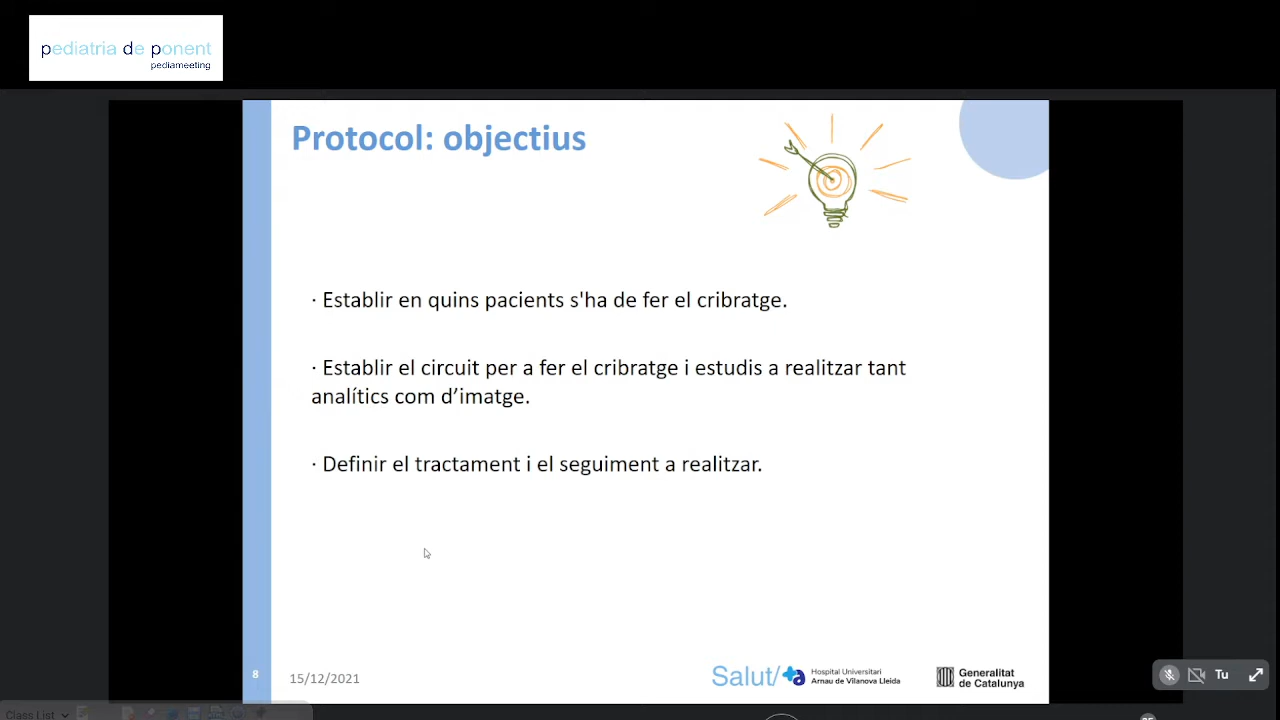 pediatria de ponent
pediameeting
Protocol: objectius
· Establir en quins pacients s'ha de fer el cribratge.
· Establir el circuit per a fer el cribratge i estudis a realitzar tant
analítics com d’imatge.
· Definir el tractament i el seguiment a realitzar.
8
15/12/2021
Salut/
Hospital Universitari
Arnau de Vilanova Lleida
Generalitat
de Catalunya
Tu
Class List